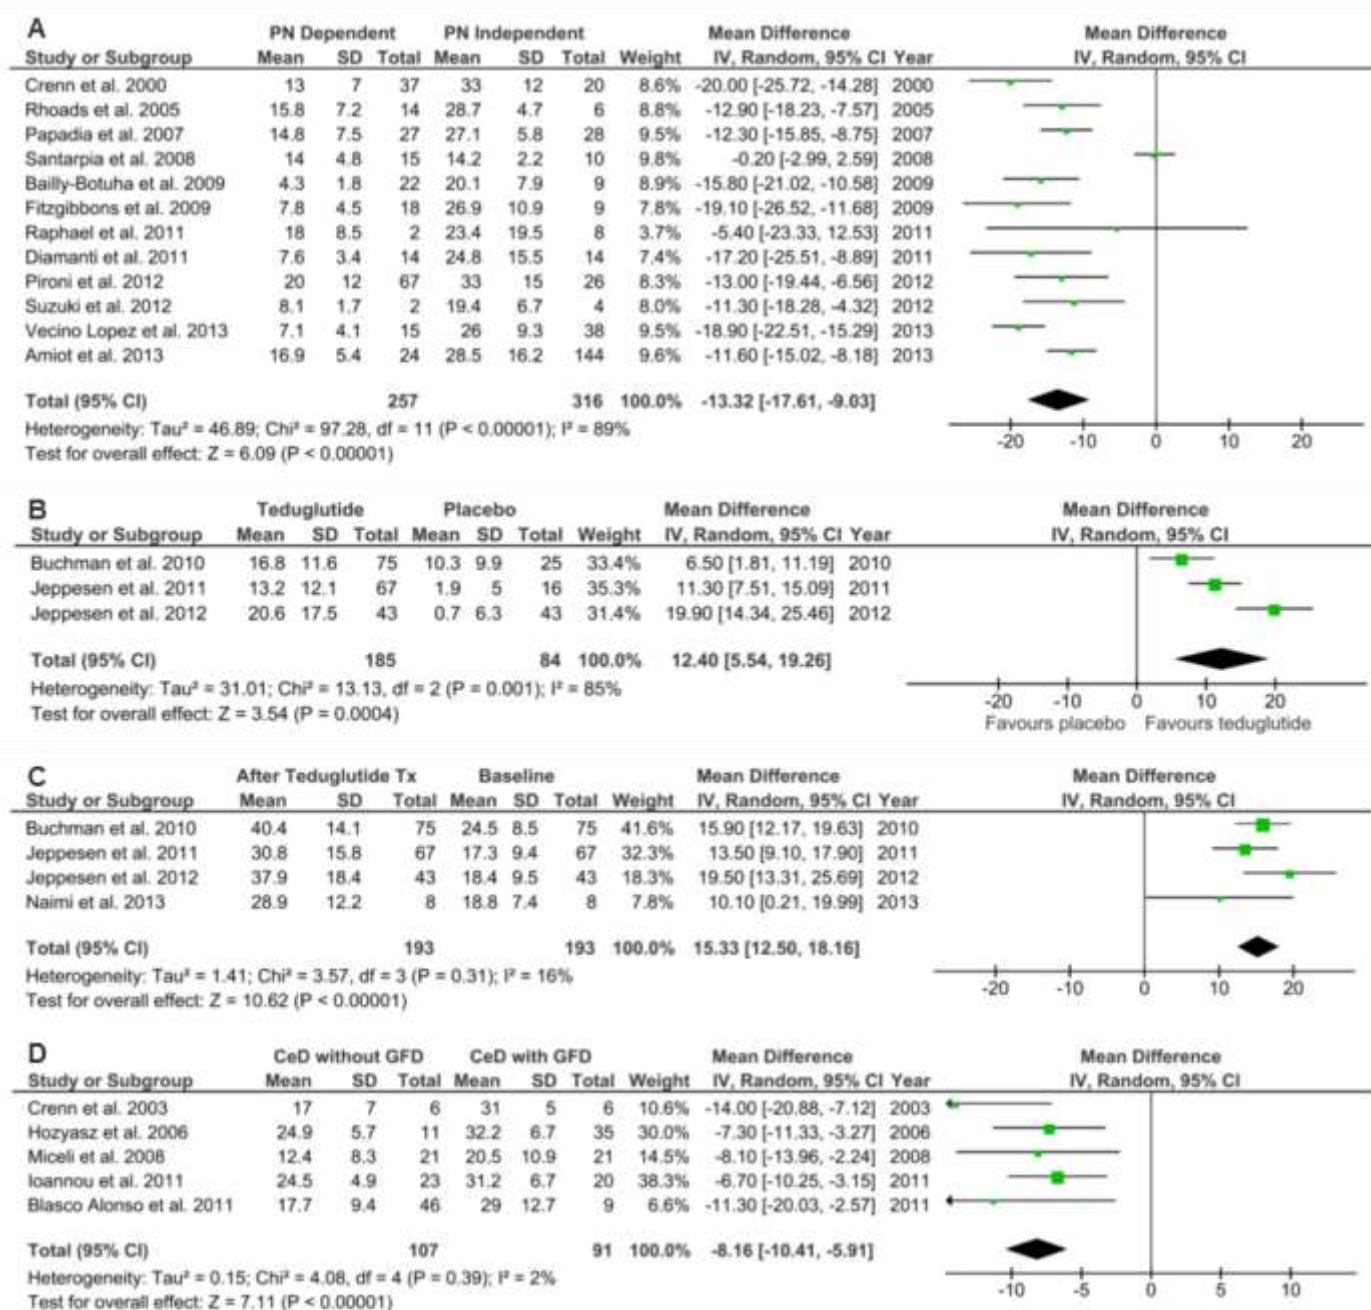 A
PN Dependent PN Independent Mean Difference Mean Difference
Study or Subgroup Mean SD Total Mean SD Total Weight IV, Random, 95% CI Year IV, Random, 95% CI
Crenn et al. 2000 13 7 37 33 12 20 8.6% -20.00 [-25.72, -14.28] 2000
Rhoads et al. 2005 15.8 7.2 14 28.7 4.7 6 8.8% -12.90 [-18.23, -7.57] 2005
Papadia et al. 2007 14.8 7.5 27 27.1 5.8 28 9.5% -12.30 [-15.85, -8.75] 2007
Santarpia et al. 2008 14 4.8 15 14.2 2.2 10 9.8% -0.20 [-2.99, 2.59] 2008
Bailly-Botuha et al. 2009 4.3 1.8 22 20.1 7.9 9 8.9% -15.80 [-21.02, -10.58] 2009
Fitzgibbons et al. 2009 7.8 4.5 18 26.9 10.9 9 7.8% -19.10 [-26.52, -11.68] 2009
Raphael et al. 2011 18 8.5 2 23.4 19.5 8 3.7% -5.40 [-23.33, 12.53] 2011
Diamanti et al. 2011 7.6 3.4 14 24.8 15.5 14 7.4% -17.20 [-25.51, -8.89] 2011
Pironi et al. 2012 20 12 67 33 15 26 8.3% -13.00 [-19.44, -6.56] 2012
Suzuki et al. 2012 8.1 1.7 2 19.4 6.7 4 8.0% -11.30 [-18.28, -4.32] 2012
Vecino Lopez et al. 2013 7.1 4.1 15 26 9.3 38 9.5% -18.90 [-22.51, -15.29] 2013
Amiot et al. 2013 16.9 5.4 24 28.5 16.2 144 9.6% -11.60 [-15.02, -8.18] 2013
Total (95% CI) 257 316 100.0% -13.32 [-17.61, -9.03]
Heterogeneity: Tau² = 46.89; Chi² = 97.28, df = 11 (P < 0.00001); I² = 89%
Test for overall effect: Z = 6.09 (P < 0.00001)
-20 -10 0 10 20
B
Teduglutide Placebo Mean Difference Mean Difference
Study or Subgroup Mean SD Total Mean SD Total Weight IV, Random, 95% CI Year IV, Random, 95% CI
Buchman et al. 2010 16.8 11.6 75 10.3 9.9 25 33.4% 6.50 [1.81, 11.19] 2010
Jeppesen et al. 2011 13.2 12.1 67 1.9 5 16 35.3% 11.30 [7.51, 15.09] 2011
Jeppesen et al. 2012 20.6 17.5 43 0.7 6.3 43 31.4% 19.90 [14.34, 25.46] 2012
Total (95% CI) 185 84 100.0% 12.40 [5.54, 19.26]
Heterogeneity: Tau² = 31.01; Chi² = 13.13, df = 2 (P = 0.001); I² = 85%
Test for overall effect: Z = 3.54 (P = 0.0004)
-20 -10 0 10 20
Favours placebo Favours teduglutide
C
After Teduglutide Tx Baseline Mean Difference Mean Difference
Study or Subgroup Mean SD Total Mean SD Total Weight IV, Random, 95% CI Year IV, Random, 95% CI
Buchman et al. 2010 40.4 14.1 75 24.5 8.5 75 41.6% 15.90 [12.17, 19.63] 2010
Jeppesen et al. 2011 30.8 15.8 67 17.3 9.4 67 32.3% 13.50 [9.10, 17.90] 2011
Jeppesen et al. 2012 37.9 18.4 43 18.4 9.5 43 18.3% 19.50 [13.31, 25.69] 2012
Naimi et al. 2013 28.9 12.2 8 18.8 7.4 8 7.8% 10.10 [0.21, 19.99] 2013
Total (95% CI) 193 193 100.0% 15.33 [12.50, 18.16]
Heterogeneity: Tau² = 1.41; Chi² = 3.57, df = 3 (P = 0.31); I² = 16%
Test for overall effect: Z = 10.62 (P < 0.00001)
-20 -10 0 10 20
D
CeD without GFD CeD with GFD Mean Difference Mean Difference
Study or Subgroup Mean SD Total Mean SD Total Weight IV, Random, 95% CI Year IV, Random, 95% CI
Crenn et al. 2003 17 7 6 31 5 6 10.6% -14.00 [-20.88, -7.12] 2003
Hozyasz et al. 2006 24.9 5.7 11 32.2 6.7 35 30.0% -7.30 [-11.33, -3.27] 2006
Miceli et al. 2008 12.4 8.3 21 20.5 10.9 21 14.5% -8.10 [-13.96, -2.24] 2008
Ioannou et al. 2011 24.5 4.9 23 31.2 6.7 20 38.3% -6.70 [-10.25, -3.15] 2011
Blasco Alonso et al. 2011 17.7 9.4 46 29 12.7 9 6.6% -11.30 [-20.03, -2.57] 2011
Total (95% CI) 107 91 100.0% -8.16 [-10.41, -5.91]
Heterogeneity: Tau² = 0.15; Chi² = 4.08, df = 4 (P = 0.39); I² = 2%
Test for overall effect: Z = 7.11 (P < 0.00001)
-10 -5 0 5 10